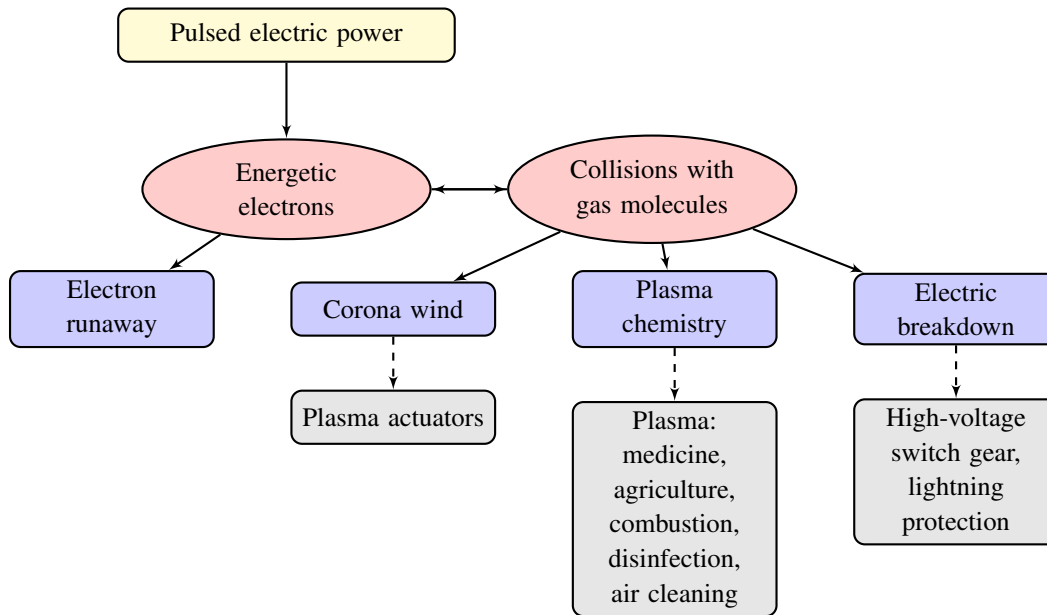 Pulsed electric power
Energetic
electrons
Collisions with
gas molecules
Electron
runaway
Corona wind
Plasma
chemistry
Electric
breakdown
Plasma actuators
Plasma:
medicine,
agriculture,
combustion,
disinfection,
air cleaning
High-voltage
switch gear,
lightning
protection